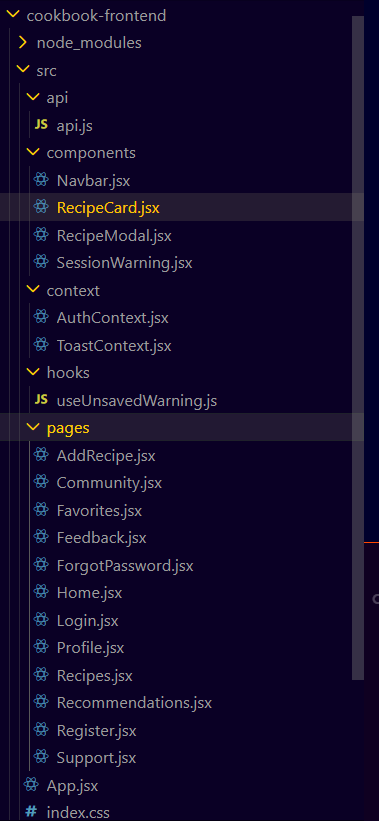 cookbook-frontend
node_modules
src
api
JS api.js
components
Navbar.jsx
RecipeCard.jsx
RecipeModal.jsx
SessionWarning.jsx
context
AuthContext.jsx
ToastContext.jsx
hooks
JS useUnsavedWarning.js
pages
AddRecipe.jsx
Community.jsx
Favorites.jsx
Feedback.jsx
ForgotPassword.jsx
Home.jsx
Login.jsx
Profile.jsx
Recipes.jsx
Recommendations.jsx
Register.jsx
Support.jsx
App.jsx
# index.css